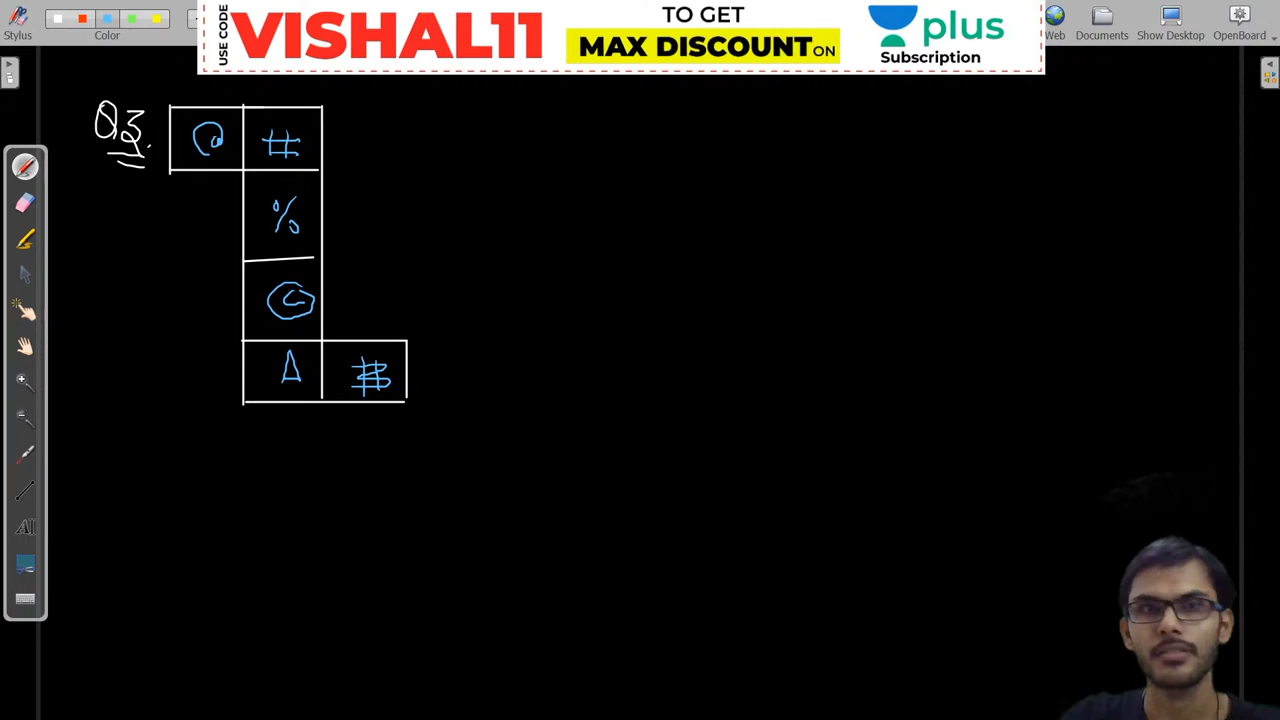 Stylus
Color
USE CODE
VISHAL11
TO GET
MAX DISCOUNT ON
plus
Subscription
Web
Documents
Show Desktop
OpenBoard
Q3.
@ #
%
©
Δ $